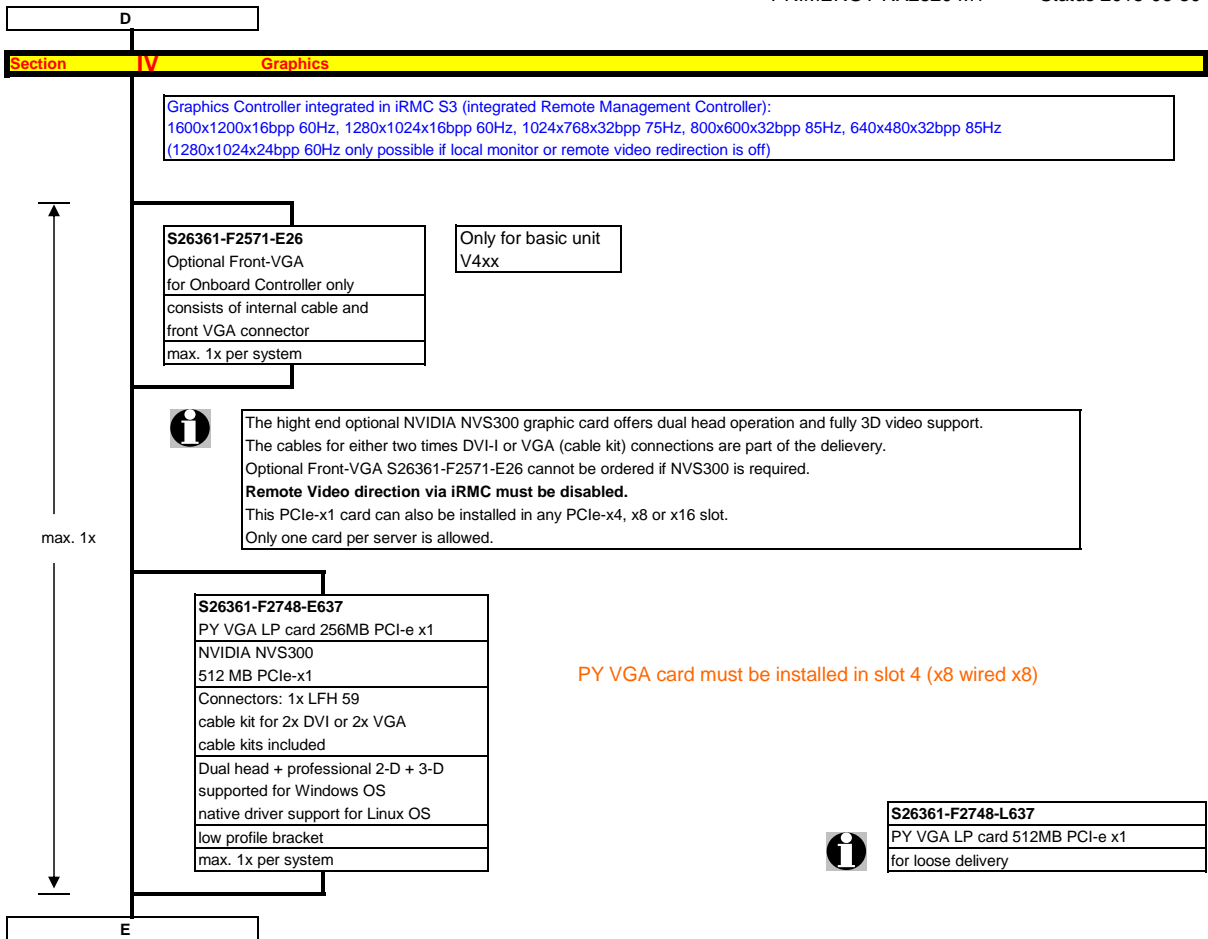 D
Section IV Graphics
Graphics Controller integrated in iRMC S3 (integrated Remote Management Controller):
1600x1200x16bpp 60Hz, 1280x1024x16bpp 60Hz, 1024x768x32bpp 75Hz, 800x600x32bpp 85Hz, 640x480x32bpp 85Hz
(1280x1024x24bpp 60Hz only possible if local monitor or remote video redirection is off)
S26361-F2571-E26
Optional Front-VGA
for Onboard Controller only
consists of internal cable and
front VGA connector
max. 1x per system
Only for basic unit
V4xx
The hight end optional NVIDIA NVS300 graphic card offers dual head operation and fully 3D video support.
The cables for either two times DVI-I or VGA (cable kit) connections are part of the delievery.
Optional Front-VGA S26361-F2571-E26 cannot be ordered if NVS300 is required.
Remote Video direction via iRMC must be disabled.
This PCIe-x1 card can also be installed in any PCIe-x4, x8 or x16 slot.
Only one card per server is allowed.
max. 1x
S26361-F2748-E637
PY VGA LP card 256MB PCI-e x1
NVIDIA NVS300
512 MB PCIe-x1
Connectors: 1x LFH 59
cable kit for 2x DVI or 2x VGA
cable kits included
Dual head + professional 2-D + 3-D
supported for Windows OS
native driver support for Linux OS
low profile bracket
max. 1x per system
PY VGA card must be installed in slot 4 (x8 wired x8)
S26361-F2748-L637
PY VGA LP card 512MB PCI-e x1
for loose delivery
E